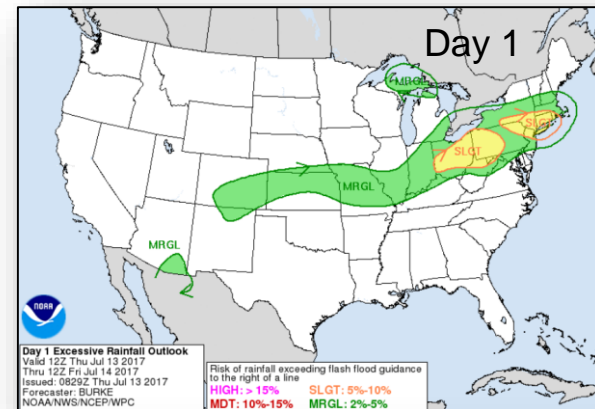 Day 1
MRGL
SLGT
SLGT
MRGL
MRGL
NOAA
Day 1 Excessive Rainfall Outlook
Valid 12Z Thu Jul 13 2017
Thru 12Z Fri Jul 14 2017
Issued: 0829Z Thu Jul 13 2017
Forecaster: BURKE
NOAA/NWS/NCEP/WPC
Risk of rainfall exceeding flash flood guidance
to the right of a line
HIGH: > 15% SLGT: 5%-10%
MDT: 10%-15% MRGL: 2%-5%